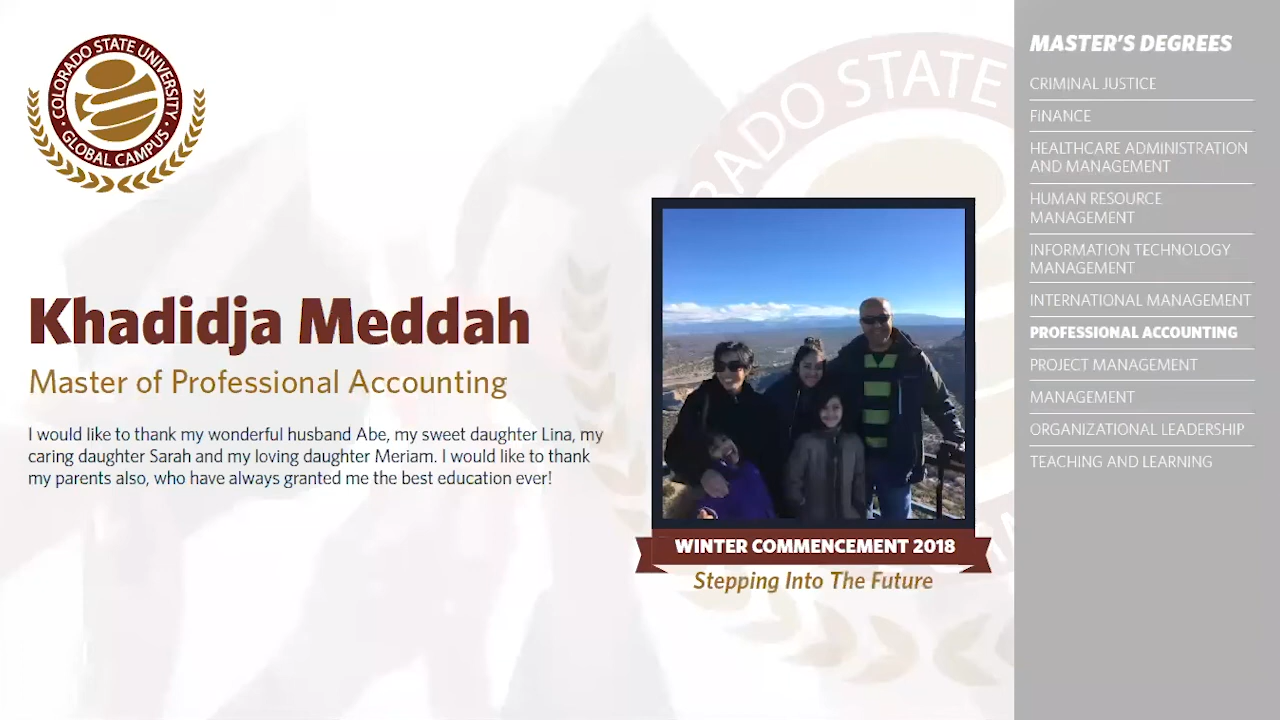 COLORADO STATE UNIVERSITY
• GLOBAL CAMPUS •
Khadidja Meddah
Master of Professional Accounting
I would like to thank my wonderful husband Abe, my sweet daughter Lina, my
caring daughter Sarah and my loving daughter Meriam. I would like to thank
my parents also, who have always granted me the best education ever!
WINTER COMMENCEMENT 2018
Stepping Into The Future
MASTER'S DEGREES
CRIMINAL JUSTICE
FINANCE
HEALTHCARE ADMINISTRATION
AND MANAGEMENT
HUMAN RESOURCE
MANAGEMENT
INFORMATION TECHNOLOGY
MANAGEMENT
INTERNATIONAL MANAGEMENT
PROFESSIONAL ACCOUNTING
PROJECT MANAGEMENT
MANAGEMENT
ORGANIZATIONAL LEADERSHIP
TEACHING AND LEARNING